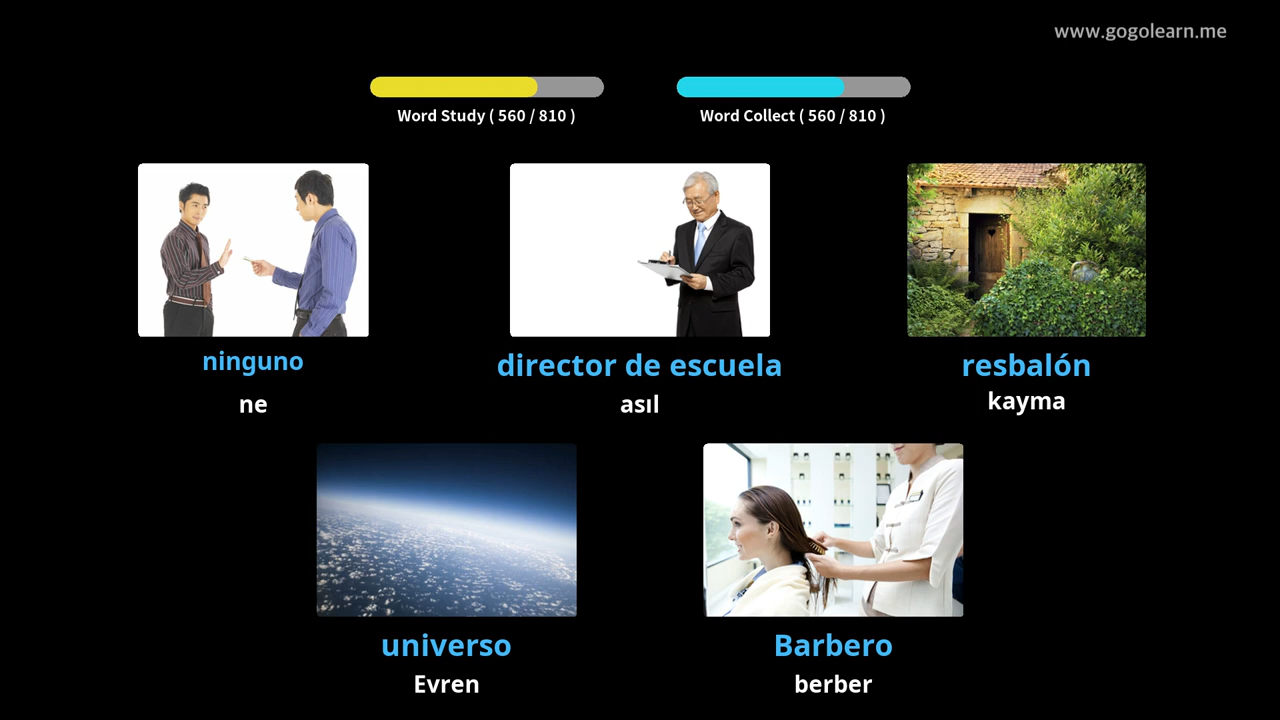 www.gogolearn.me
Word Study ( 560 / 810 )
Word Collect ( 560 / 810 )
ninguno
ne
director de escuela
asıl
resbalón
kayma
universo
Evren
Barbero
berber